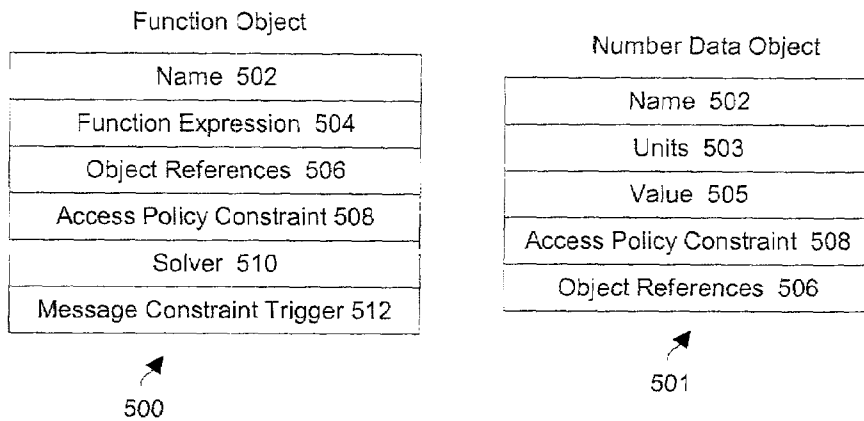 Function Object
Name 502
Function Expression 504
Object References 506
Access Policy Constraint 508
Solver 510
Message Constraint Trigger 512
500
Number Data Object
Name 502
Units 503
Value 505
Access Policy Constraint 508
Object References 506
501